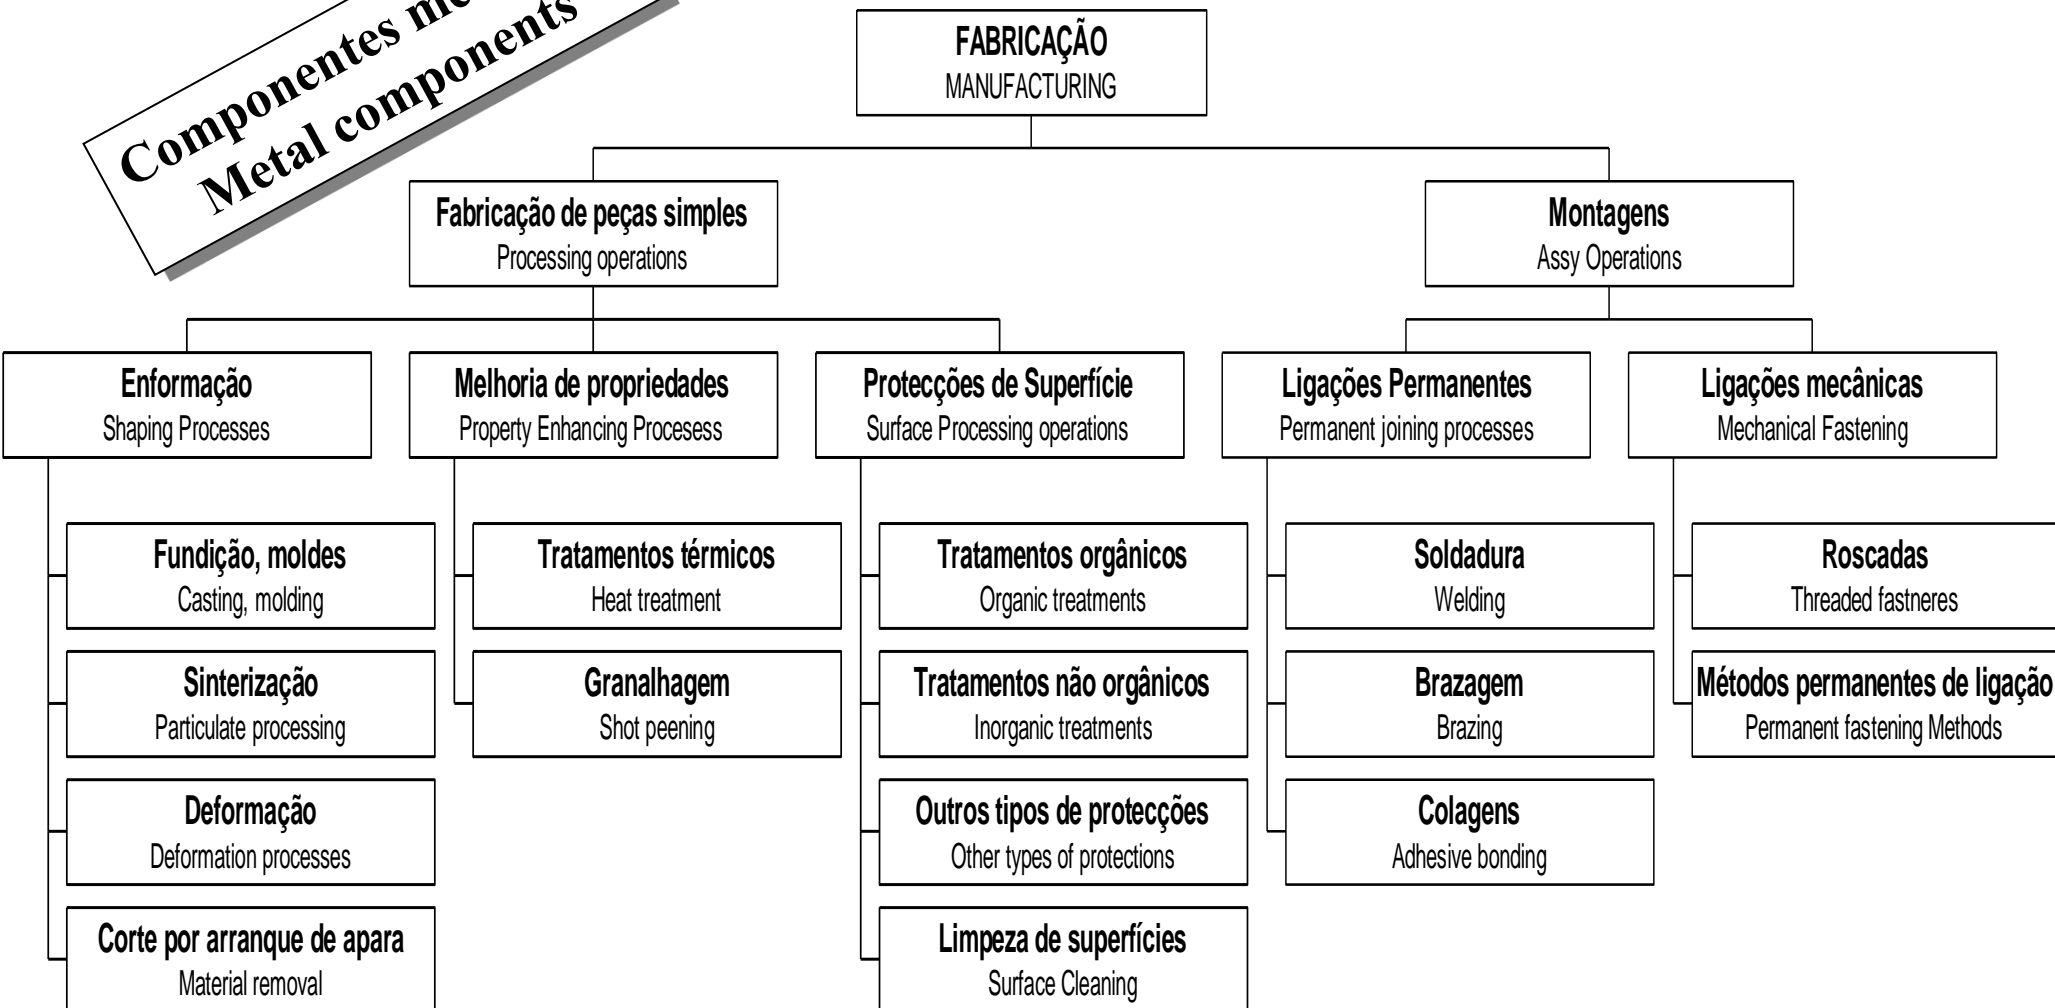 Componentes
Metal components
FABRICAÇÃO
MANUFACTURING
Fabricação de peças simples
Processing operations
Montagens
Assy Operations
Enformação
Shaping Processes
Melhoria de propriedades
Property Enhancing Procesess
Protecções de Superfície
Surface Processing operations
Ligações Permanentes
Permanent joining processes
Ligações mecânicas
Mechanical Fastening
Fundição, moldes
Casting, molding
Sinterização
Particulate processing
Deformação
Deformation processes
Corte por arranque de apara
Material removal
Tratamentos térmicos
Heat treatment
Granalhagem
Shot peening
Tratamentos orgânicos
Organic treatments
Tratamentos não orgânicos
Inorganic treatments
Outros tipos de protecções
Other types of protections
Limpeza de superfícies
Surface Cleaning
Soldadura
Welding
Brazagem
Brazing
Colagens
Adhesive bonding
Roscadas
Threaded fastneres
Métodos permanentes de ligação
Permanent fastening Methods